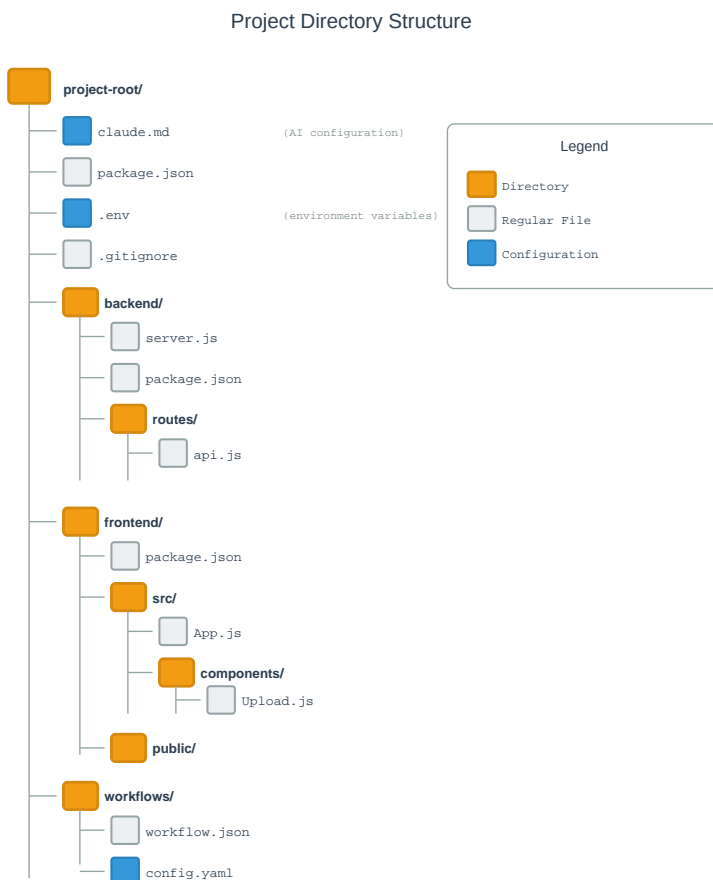 Project Directory Structure
project-root/
claude.md (AI configuration)
package.json
.env (environment variables)
.gitignore
Legend
Directory
Regular File
Configuration
backend/
server.js
package.json
routes/
api.js
frontend/
package.json
src/
App.js
components/
Upload.js
public/
workflows/
workflow.json
config.yaml